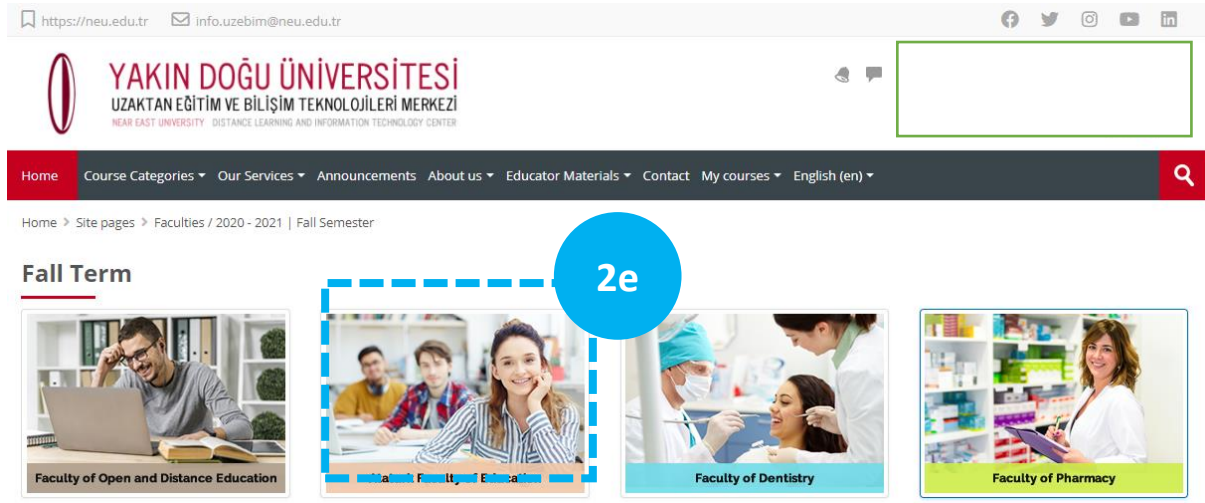 https://neu.edu.tr info.uzebim@neu.edu.tr
YAKIN DOĞU ÜNİVERSİTESİ
UZAKTAN EĞİTİM VE BİLİŞİM TEKNOLOJİLERİ MERKEZİ
NEAR EAST UNIVERSITY DISTANCE LEARNING AND INFORMATION TECHNOLOGY CENTER
Home Course Categories Our Services Announcements About us Educator Materials Contact My courses English (en)
Home > Site pages > Faculties / 2020 - 2021 | Fall Semester
2e
Fall Term
Faculty of Open and Distance Education
Faculty of Education
Faculty of Dentistry
Faculty of Pharmacy